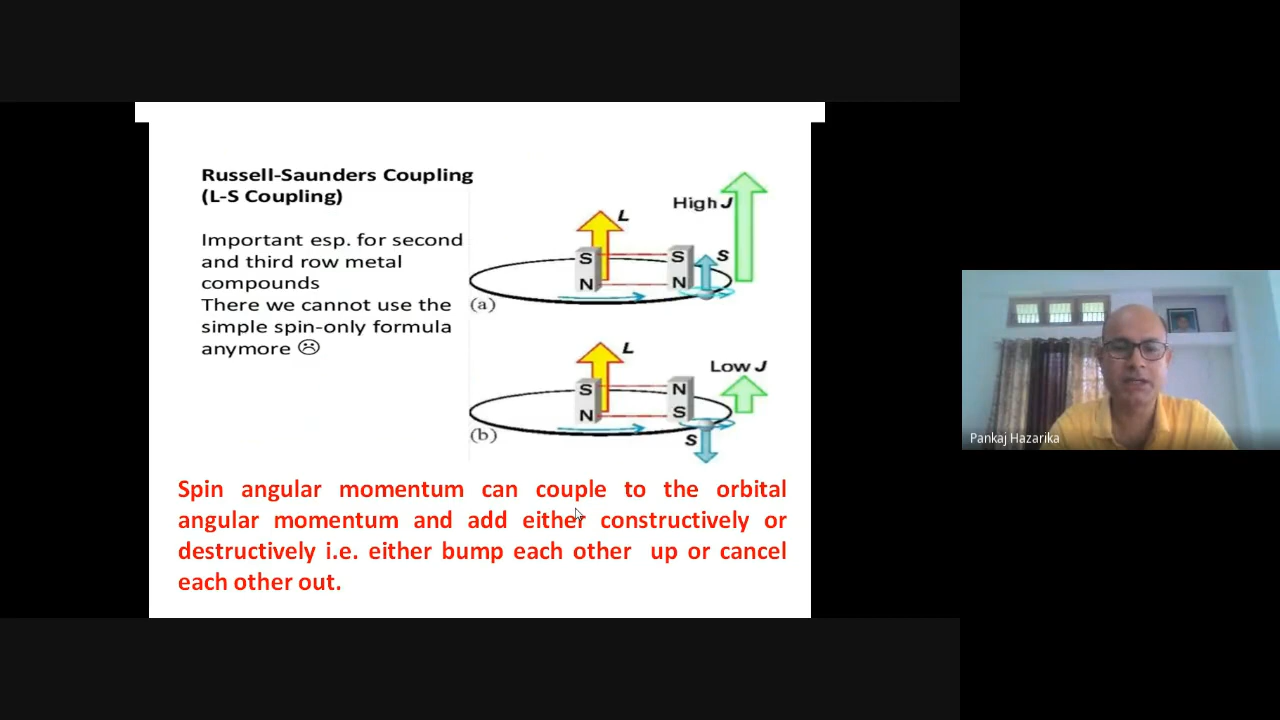 Russell-Saunders Coupling
(L-S Coupling)
Important esp. for second
and third row metal
compounds
There we cannot use the
simple spin-only formula
anymore ☹
High J
L
S
S
S
N
N
(a)
L
Low J
S
N
N
S
S
(b)
Spin angular momentum can couple to the orbital
angular momentum and add either constructively or
destructively i.e. either bump each other up or cancel
each other out.
Pankaj Hazarika